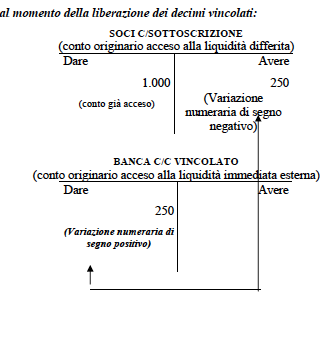 al momento della liberazione dei decimi vincolati:
SOCI C/SOTTOSCRIZIONE
(conto originario acceso alla liquidità differita)
Dare Avere
1.000 250
(conto già acceso) (Variazione
numeraria di segno
negativo)
BANCA C/C VINCOLATO
(conto originario acceso alla liquidità immediata esterna)
Dare Avere
250
(Variazione numeraria di
segno positivo)